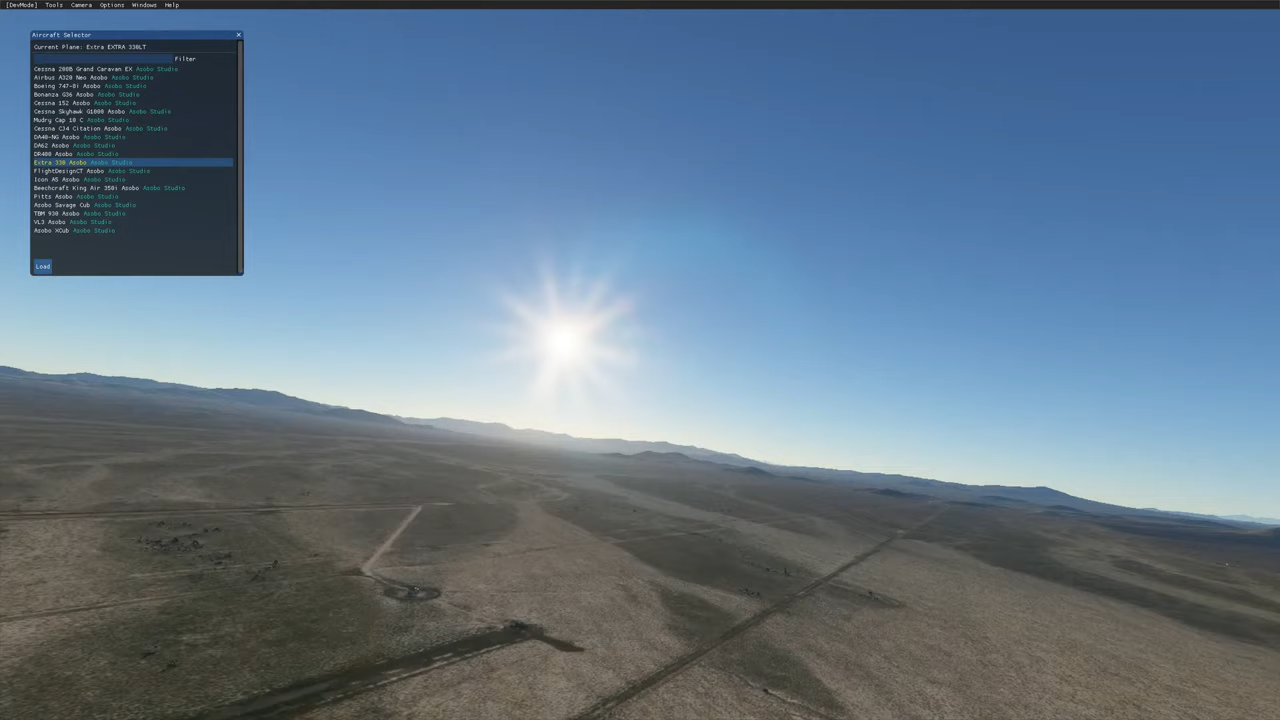 [DevMode] Tools Camera Options Windows Help
Aircraft Selector
Current Plane: Extra EXTRA 330LT
Filter
Cessna 208B Grand Caravan EX Asobo Studio
Airbus A320 Neo Asobo Asobo Studio
Boeing 747-8i Asobo Asobo Studio
Bonanza G36 Asobo Asobo Studio
Cessna 152 Asobo Asobo Studio
Cessna Skyhawk G1000 Asobo Asobo Studio
Mudry Cap 10 C Asobo Studio
Cessna CJ4 Citation Asobo Asobo Studio
DA40-NG Asobo Asobo Studio
DA62 Asobo Asobo Studio
DR400 Asobo Asobo Studio
Extra 330 Asobo Asobo Studio
FlightDesignCT Asobo Asobo Studio
Icon A5 Asobo Asobo Studio
Beechcraft King Air 350i Asobo Asobo Studio
Pitts Asobo Asobo Studio
Asobo Savage Cub Asobo Studio
TBM 930 Asobo Asobo Studio
VL3 Asobo Asobo Studio
Asobo XCub Asobo Studio
Load